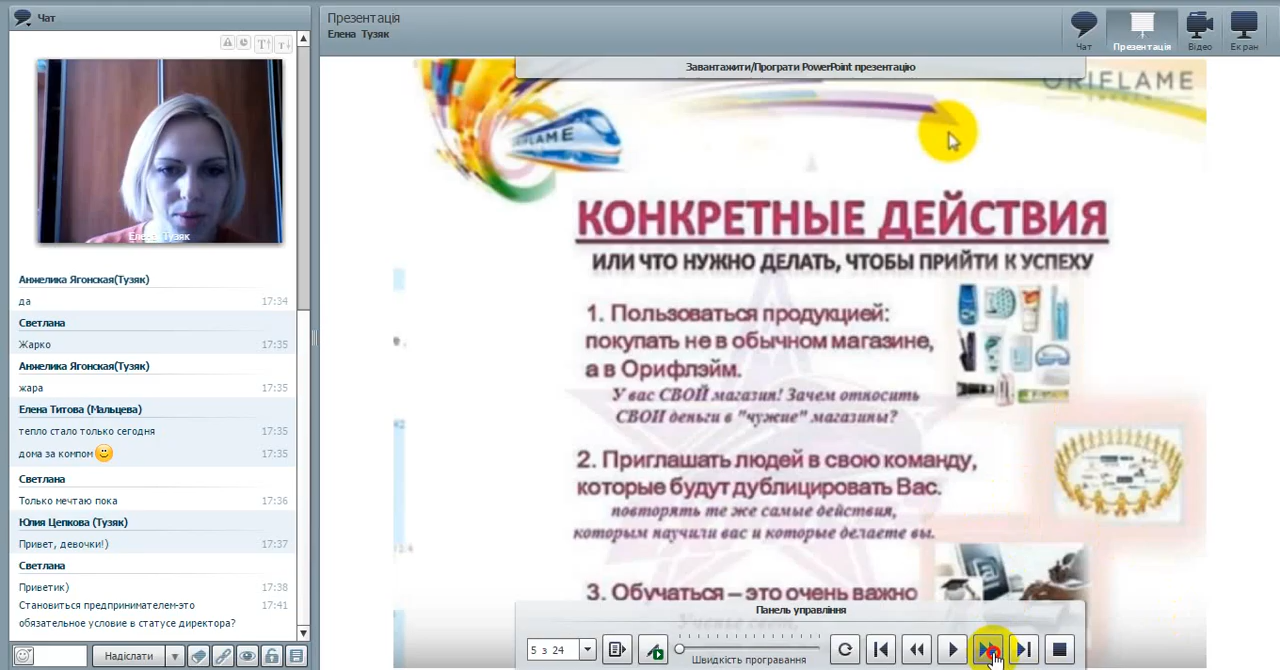 Чат
Елена Тузяк
Анжелика Ягонская(Тузяк)
да 17:34
Светлана
Жарко 17:35
Анжелика Ягонская(Тузяк)
жара 17:35
Елена Титова (Мальцева)
тепло стало только сегодня 17:35
дома за компом 17:35
Светлана
Только мечтаю пока 17:36
Юлия Цепкова (Тузяк)
Привет, девочки!) 17:37
Светлана
Приветик) 17:38
Становиться предпринимателем-это 17:41
обязательное условие в статусе директора?
Надіслати
Презентація
Елена Тузяк
Чат
Презентація
Відео
Екран
Завантажити/Програти PowerPoint презентацію
ORIFLAME
SWEDEN
КОНКРЕТНЫЕ ДЕЙСТВИЯ
ИЛИ ЧТО НУЖНО ДЕЛАТЬ, ЧТОБЫ ПРИЙТИ К УСПЕХУ
1. Пользоваться продукцией:
покупать не в обычном магазине,
а в Орифлэйм.
У вас СВОЙ магазин! Зачем относить
СВОИ деньги в "чужие" магазины?
2. Приглашать людей в свою команду,
которые будут дублицировать Вас.
повторять те же самые действия,
которым научили вас и которые делаете вы.
3. Обучаться – это очень важно
Панель управління
5 з 24
Швидкість програвання